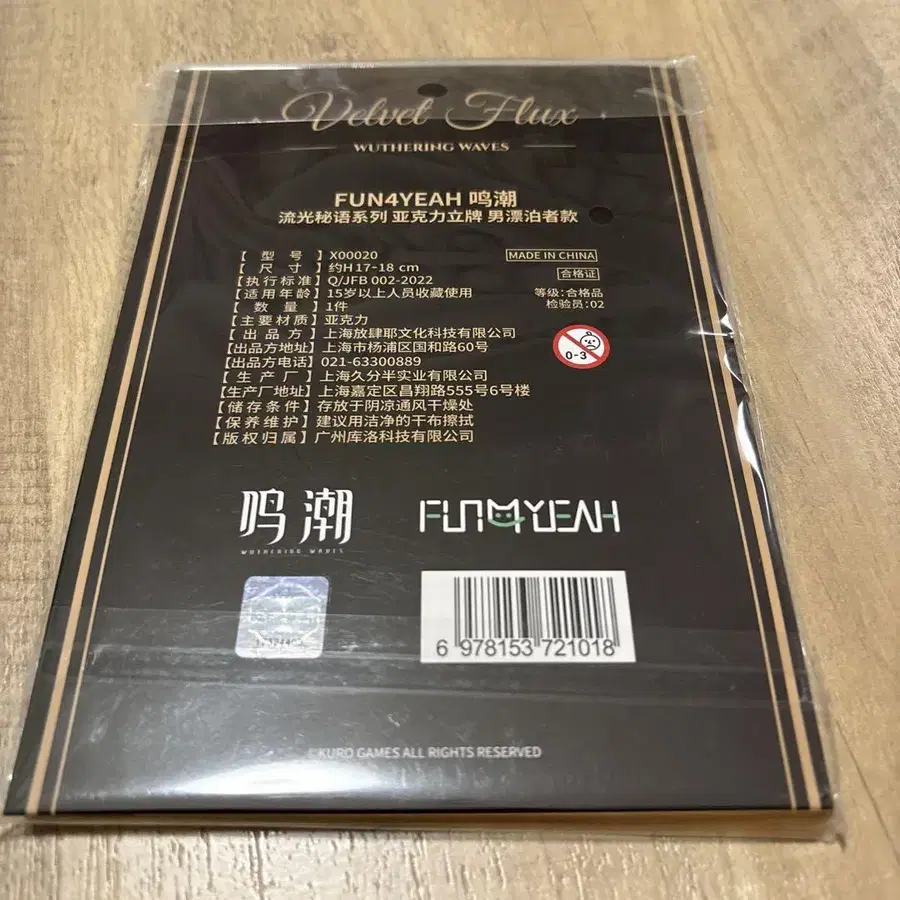 Velvet Flux
WUTHERING WAVES
FUN4YEAH 鸣潮
流光秘语系列 亚克力立牌 男漂泊者款
【型号】X00020
【尺寸】约H17-18 cm
【执行标准】Q/JFB 002-2022
【适用年龄】15岁以上人员收藏使用
【数量】1件
【主要材质】亚克力
【出品方】上海放肆耶文化科技有限公司
【出品方地址】上海市杨浦区国和路60号
【出品方电话】021-63300889
【生产厂】上海久分半实业有限公司
【生产厂地址】上海嘉定区昌翔路555号6号楼
【储存条件】存放于阴凉通风干燥处
【保养维护】建议用洁净的干布擦拭
【版权归属】广州库洛科技有限公司
MADE IN CHINA
合格证
等级:合格品
检验员:02
0-3
鸣潮
WUTHERING WAVES
FUN4YEAH
6 978153 721018
©KURO GAMES ALL RIGHTS RESERVED